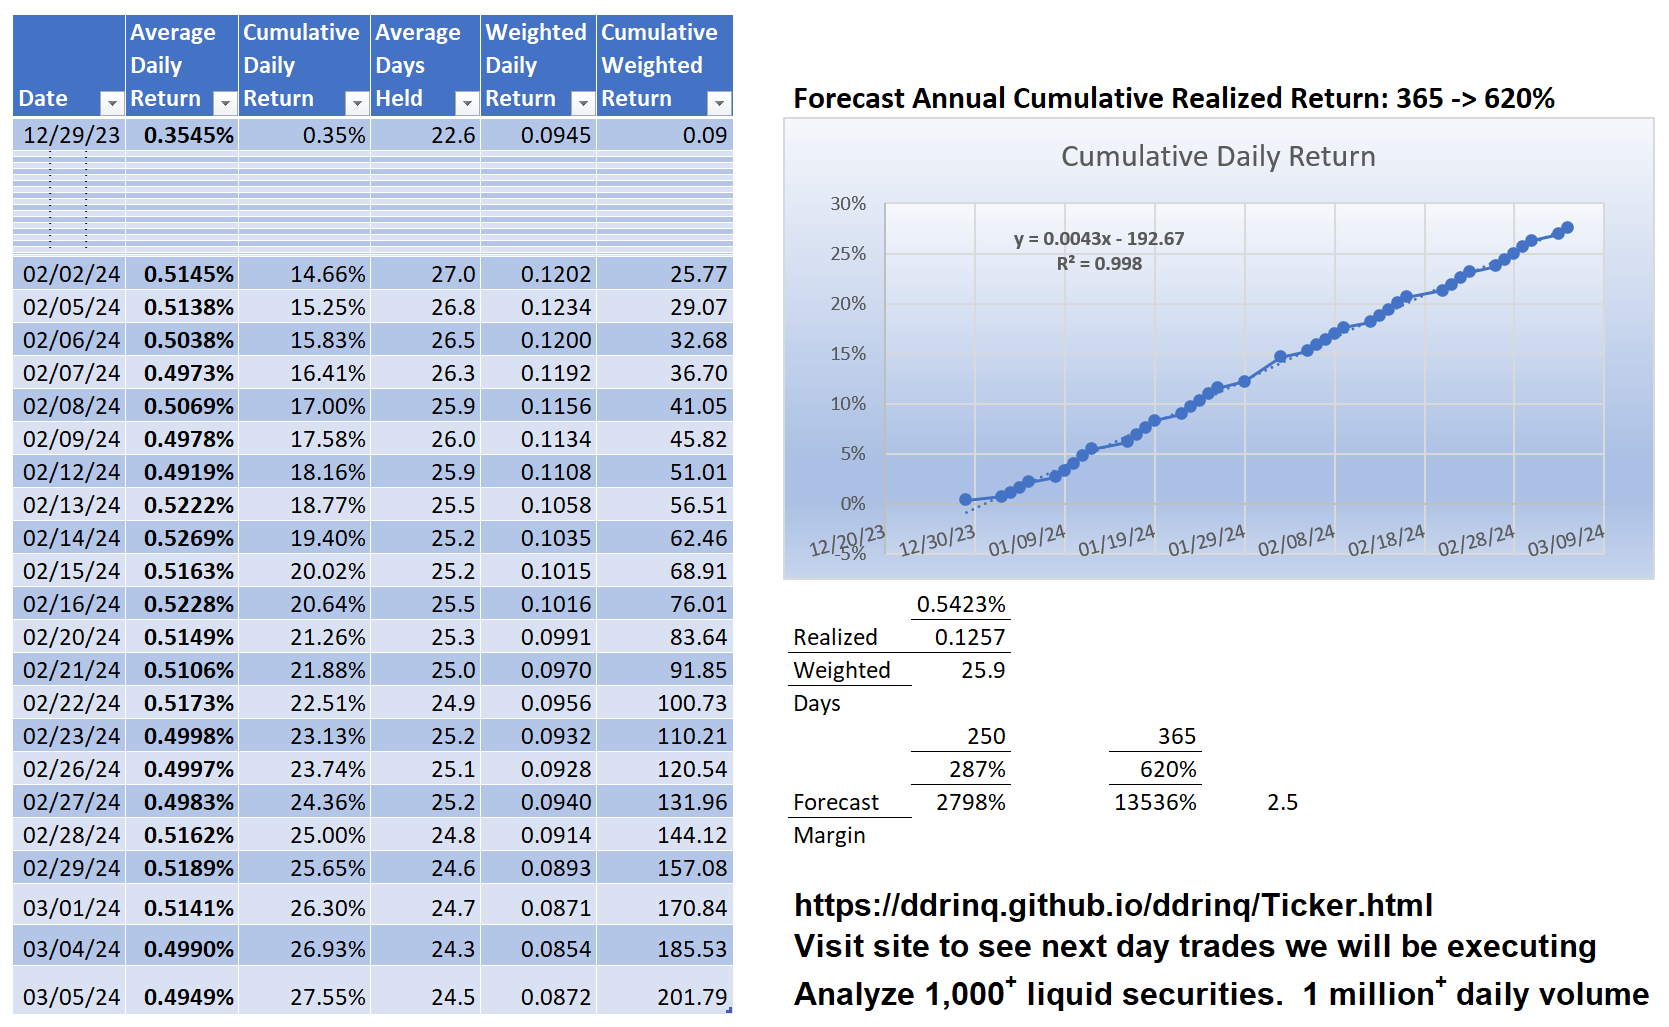 Date Average Daily Return Cumulative Daily Return Average Days Held Weighted Daily Return Cumulative Weighted Return
12/29/23 0.3545% 0.35% 22.6 0.0945 0.09
02/02/24 0.5145% 14.66% 27.0 0.1202 25.77
02/05/24 0.5138% 15.25% 26.8 0.1234 29.07
02/06/24 0.5038% 15.83% 26.5 0.1200 32.68
02/07/24 0.4973% 16.41% 26.3 0.1192 36.70
02/08/24 0.5069% 17.00% 25.9 0.1156 41.05
02/09/24 0.4978% 17.58% 26.0 0.1134 45.82
02/12/24 0.4919% 18.16% 25.9 0.1108 51.01
02/13/24 0.5222% 18.77% 25.5 0.1058 56.51
02/14/24 0.5269% 19.40% 25.2 0.1035 62.46
02/15/24 0.5163% 20.02% 25.2 0.1015 68.91
02/16/24 0.5228% 20.64% 25.5 0.1016 76.01
02/20/24 0.5149% 21.26% 25.3 0.0991 83.64
02/21/24 0.5106% 21.88% 25.0 0.0970 91.85
02/22/24 0.5173% 22.51% 24.9 0.0956 100.73
02/23/24 0.4998% 23.13% 25.2 0.0932 110.21
02/26/24 0.4997% 23.74% 25.1 0.0928 120.54
02/27/24 0.4983% 24.36% 25.2 0.0940 131.96
02/28/24 0.5162% 25.00% 24.8 0.0914 144.12
02/29/24 0.5189% 25.65% 24.6 0.0893 157.08
03/01/24 0.5141% 26.30% 24.7 0.0871 170.84
03/04/24 0.4990% 26.93% 24.3 0.0854 185.53
03/05/24 0.4949% 27.55% 24.5 0.0872 201.79
Forecast Annual Cumulative Realized Return: 365 -> 620%
Cumulative Daily Return
30%
y = 0.0043x - 192.67
25%
R² = 0.998
20%
15%
10%
5%
0%
-5%
12/20/23 12/30/23 01/09/24 01/19/24 01/29/24 02/08/24 02/18/24 02/28/24 03/09/24
0.5423%
Realized 0.1257
Weighted 25.9
Days
250 365
287% 620%
Forecast 2798% 13536% 2.5
Margin
https://ddrinq.github.io/ddrinq/Ticker.html
Visit site to see next day trades we will be executing
Analyze 1,000+ liquid securities. 1 million+ daily volume